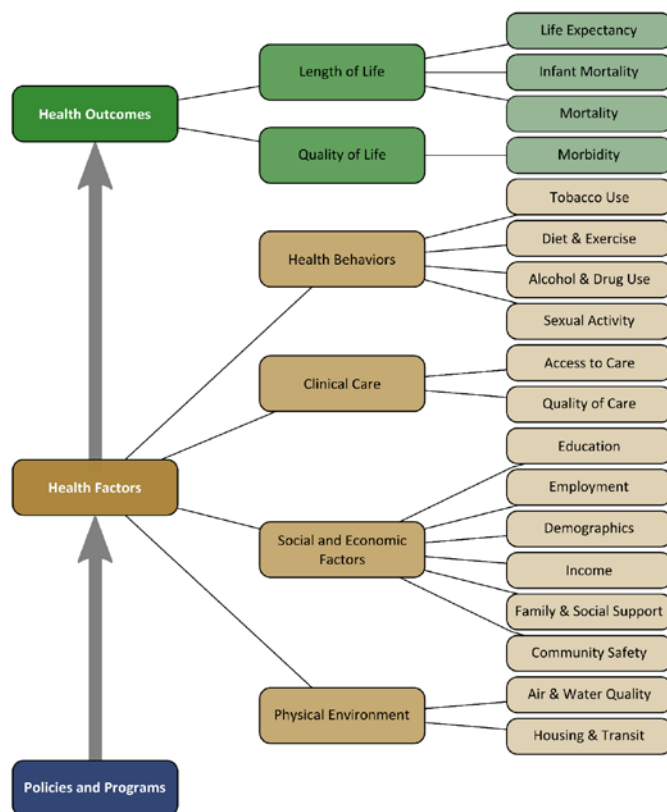 Life Expectancy
Length of Life
Infant Mortality
Health Outcomes
Mortality
Quality of Life
Morbidity
Tobacco Use
Diet & Exercise
Health Behaviors
Alcohol & Drug Use
Sexual Activity
Access to Care
Clinical Care
Quality of Care
Education
Health Factors
Employment
Demographics
Social and Economic
Factors
Income
Family & Social Support
Community Safety
Air & Water Quality
Physical Environment
Housing & Transit
Policies and Programs